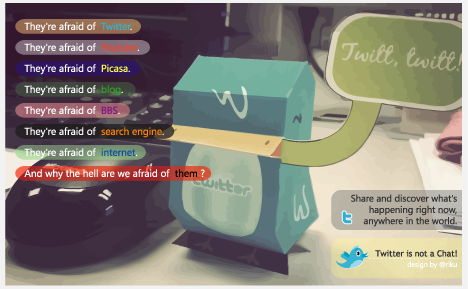 They're afraid of Twitter.
They're afraid of Youtube.
They're afraid of Picasa.
They're afraid of blog.
They're afraid of BBS.
They're afraid of search engine.
They're afraid of internet.
And why the hell are we afraid of them ?
Twitt, twitt!
twitter
Share and discover what's
happening right now,
anywhere in the world.
Twitter is not a Chat!
design by @riku